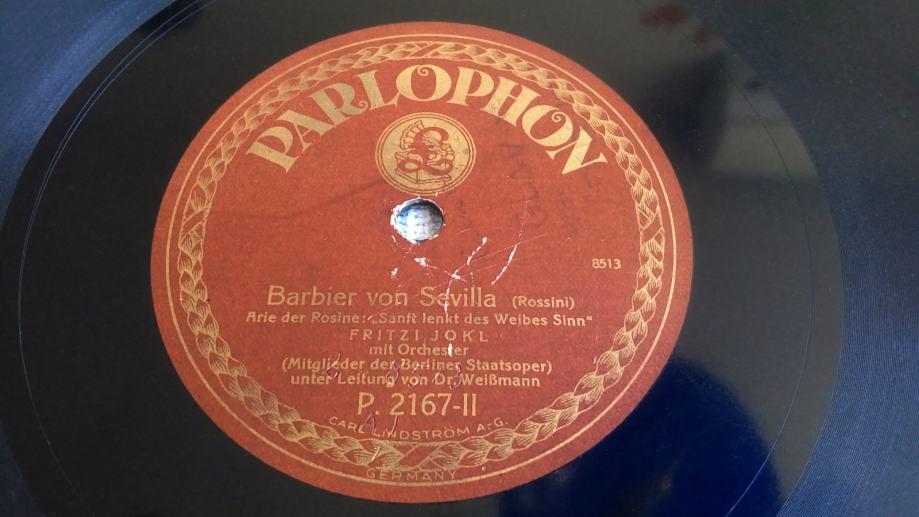 PARLOPHON
8513
Barbier von Sevilla (Rossini)
Arie der Rosine: „Sanft lenkt des Weibes Sinn“
FRITZI JOKL
mit Orchester
(Mitglieder der Berliner Staatsoper)
unter Leitung von Dr. Weißmann
P. 2167-II
CARL LINDSTRÖM A.-G.
GERMANY